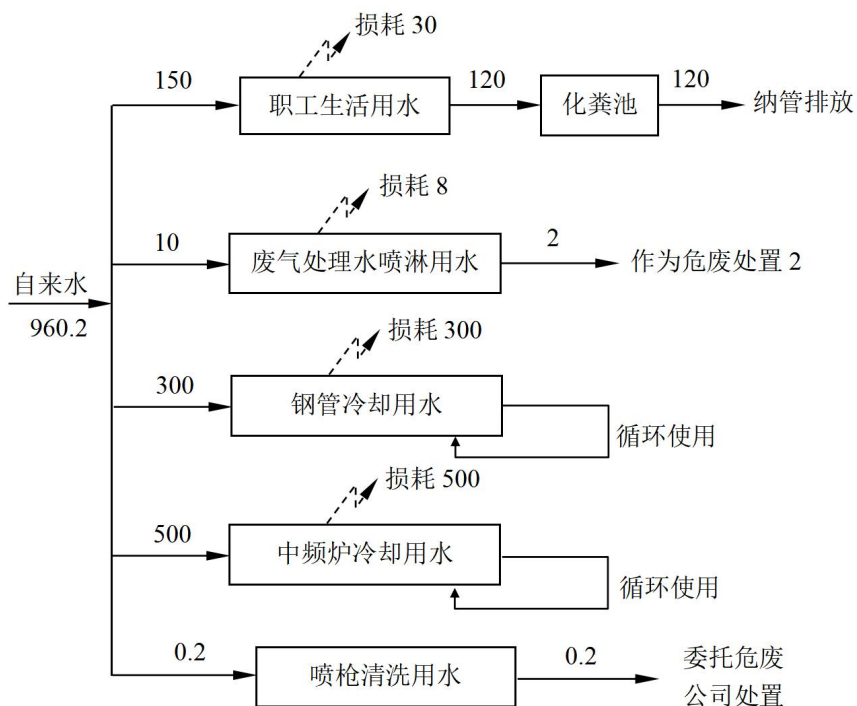 损耗 30
150
职工生活用水
120
化粪池
120
纳管排放
损耗 8
10
废气处理水喷淋用水
2
作为危废处置 2
自来水
960.2
损耗 300
300
钢管冷却用水
循环使用
损耗 500
500
中频炉冷却用水
循环使用
0.2
喷枪清洗用水
0.2
委托危废
公司处置